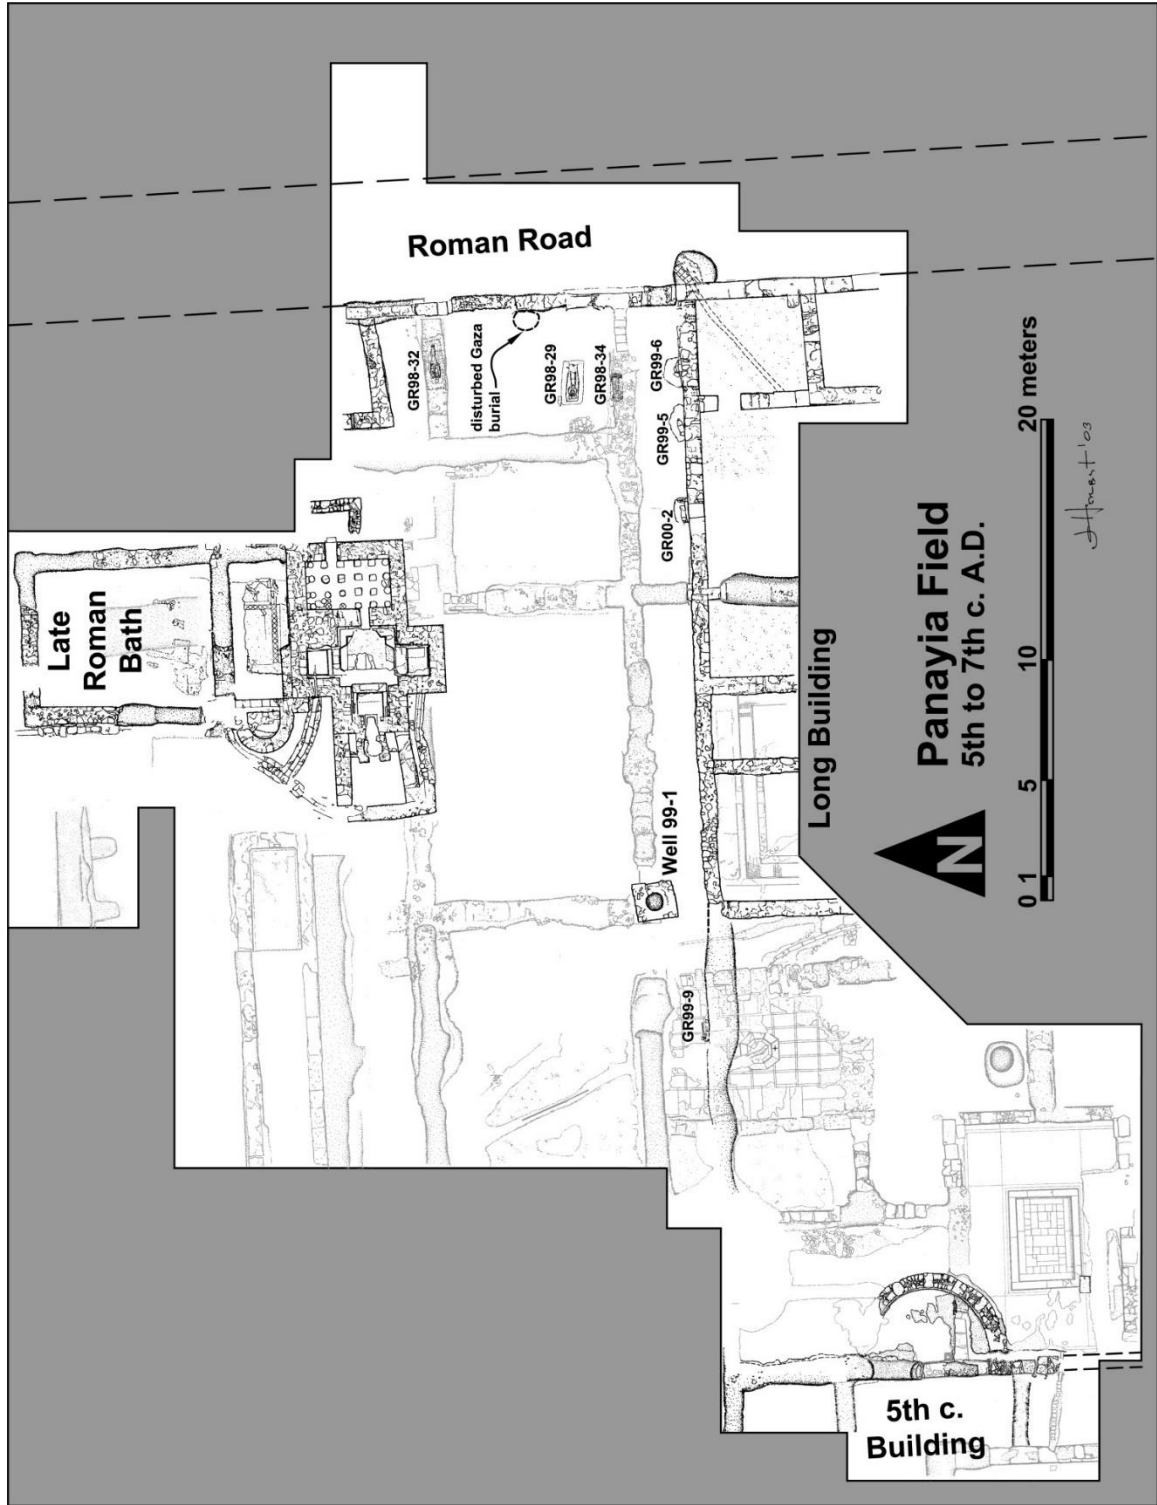 Roman Road
GR98-32
disturbed Gaza
burial
GR98-29
GR98-34
GR99-6
GR99-5
GR00-2
Late
Roman
Bath
Well 99-1
GR99-9
Long Building
Panayia Field
5th to 7th c. A.D.
N
0 1 5 10 20 meters
5th c.
Building